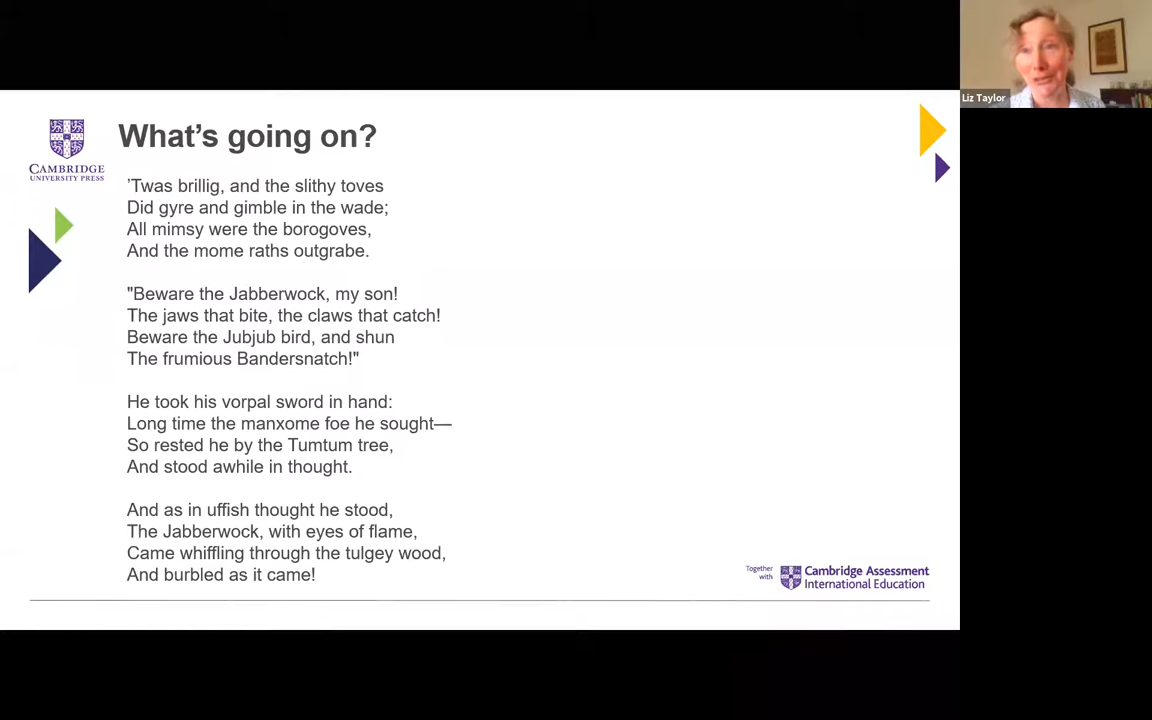 Liz Taylor
CAMBRIDGE
UNIVERSITY PRESS
What’s going on?
’Twas brillig, and the slithy toves
Did gyre and gimble in the wade;
All mimsy were the borogoves,
And the mome raths outgrabe.
"Beware the Jabberwock, my son!
The jaws that bite, the claws that catch!
Beware the Jubjub bird, and shun
The frumious Bandersnatch!"
He took his vorpal sword in hand:
Long time the manxome foe he sought—
So rested he by the Tumtum tree,
And stood awhile in thought.
And as in uffish thought he stood,
The Jabberwock, with eyes of flame,
Came whiffling through the tulgey wood,
And burbled as it came!
Together
with
Cambridge Assessment
International Education